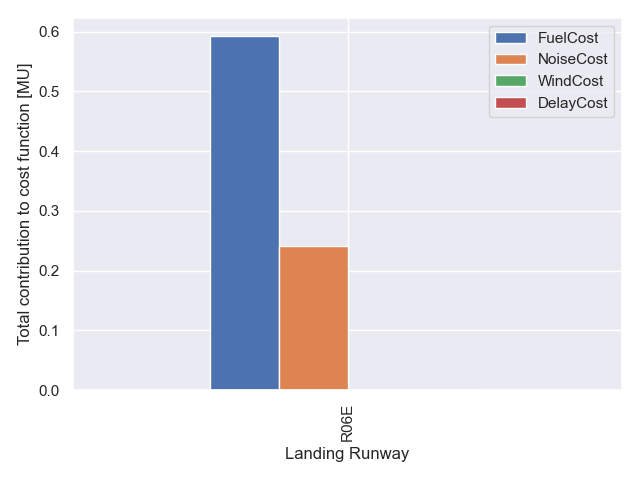 Total contribution to cost function [MU]
0.6
0.5
0.4
0.3
0.2
0.1
0.0
FuelCost
NoiseCost
WindCost
DelayCost
R06E
Landing Runway